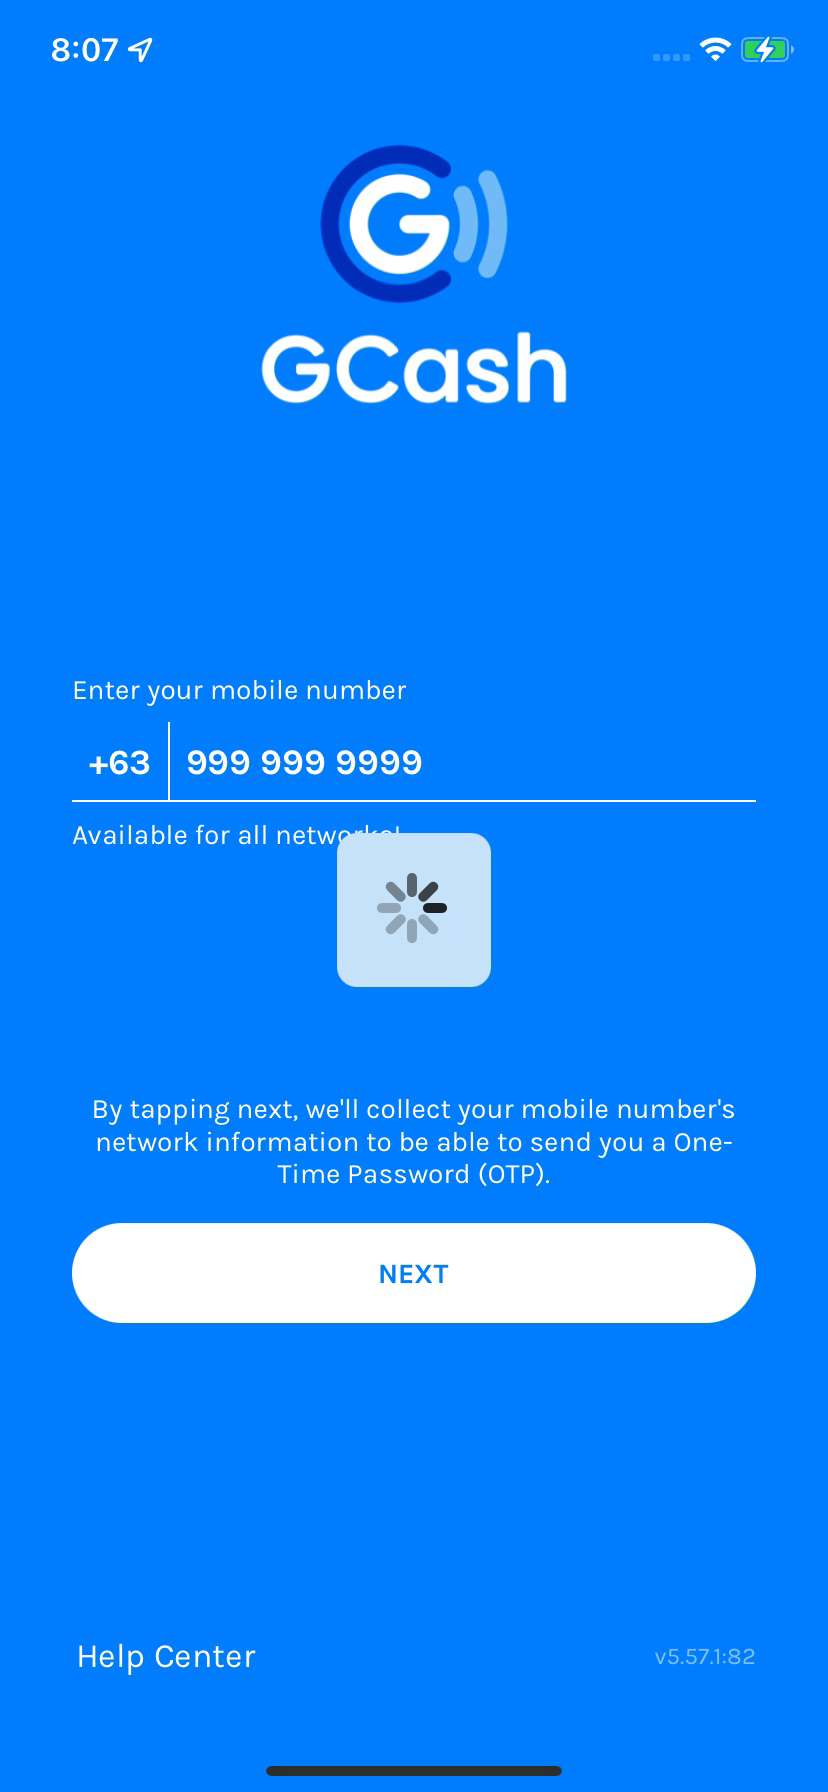 8:07
G
GCash
Enter your mobile number
+63 999 999 9999
Available for all networks!
By tapping next, we'll collect your mobile number's
network information to be able to send you a One-
Time Password (OTP).
NEXT
Help Center
v5.57.1:82